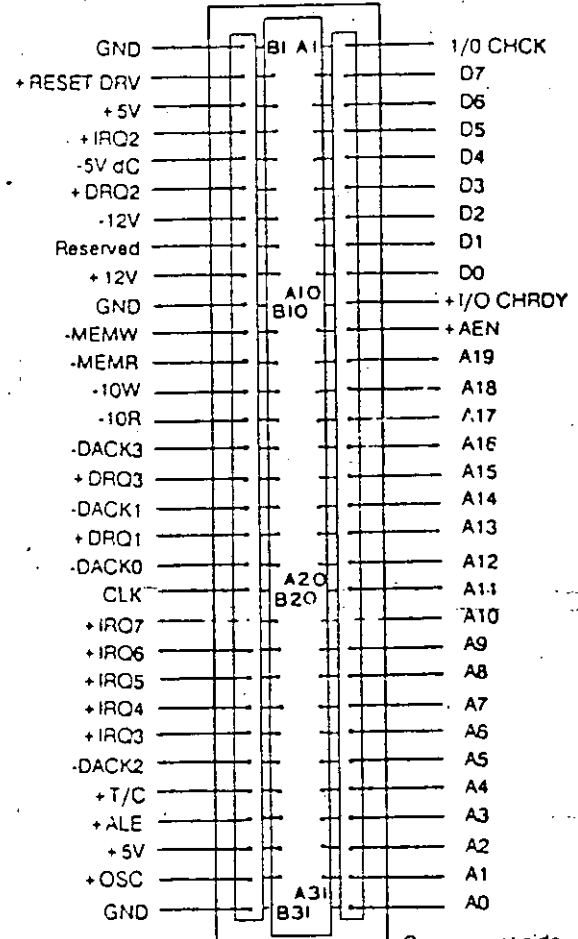 GND B1 A1 I/O CHCK
+RESET DRV D7
+5V D6
+IRQ2 D5
-5V dC D4
+DRQ2 D3
-12V D2
Reserved D1
+12V D0
GND A10 B10 +I/O CHRDY
-MEMW +AEN
-MEMR A19
-10W A18
-10R A17
-DACK3 A16
+DRQ3 A15
-DACK1 A14
+DRQ1 A13
-DACK0 A12
CLK A20 B20 A11
+IRQ7 A10
+IRQ6 A9
+IRQ5 A8
+IRQ4 A7
+IRQ3 A6
-DACK2 A5
+T/C A4
+ALE A3
+5V A2
+OSC A1
GND A31 B31 A0